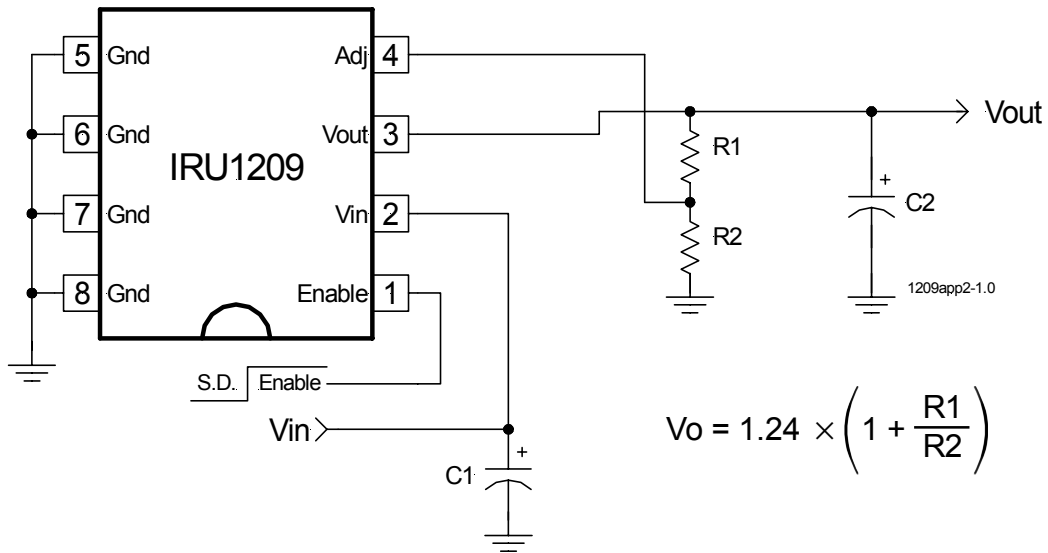 5 Gnd
Adj 4
6 Gnd
Vout 3
IRU1209
7 Gnd
Vin 2
8 Gnd
Enable 1
Vout
R1
+
C2
R2
1209app2-1.0
S.D. Enable
Vin
+
C1
Vo = 1.24 × (1 + R1/R2)